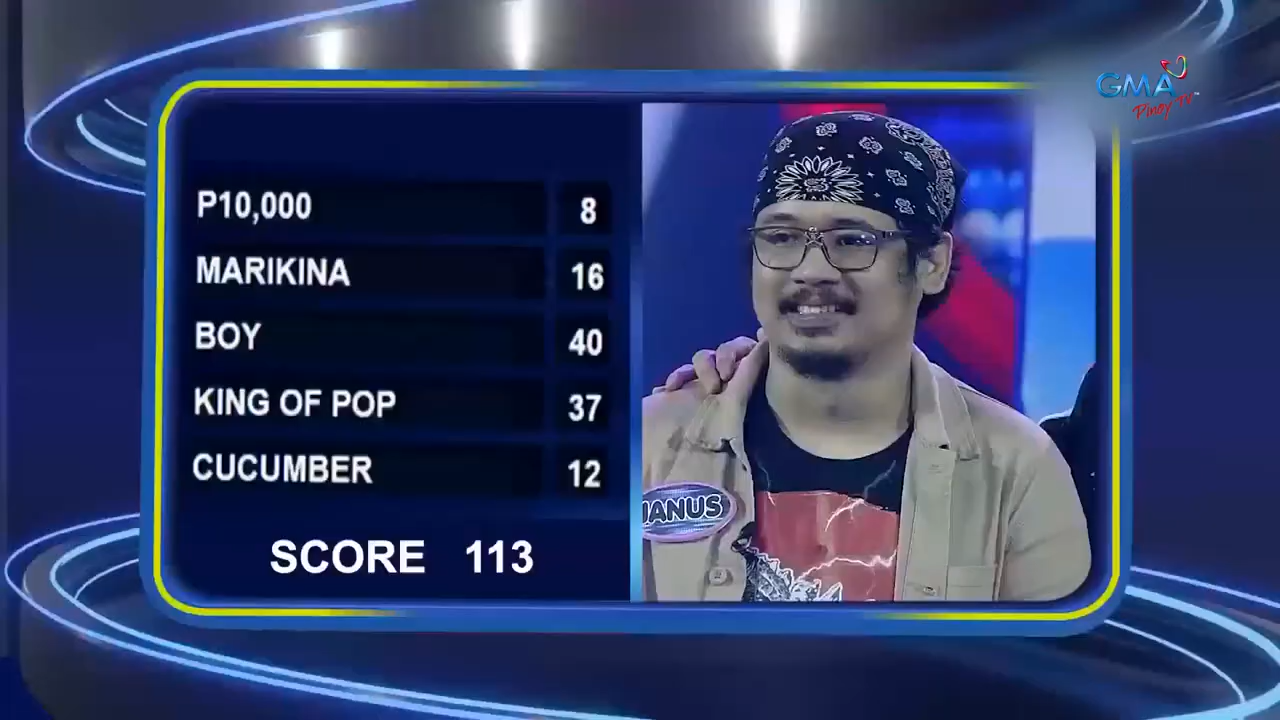 GMA
Pinoy TV
P10,000 8
MARIKINA 16
BOY 40
KING OF POP 37
CUCUMBER 12
SCORE 113
JANUS